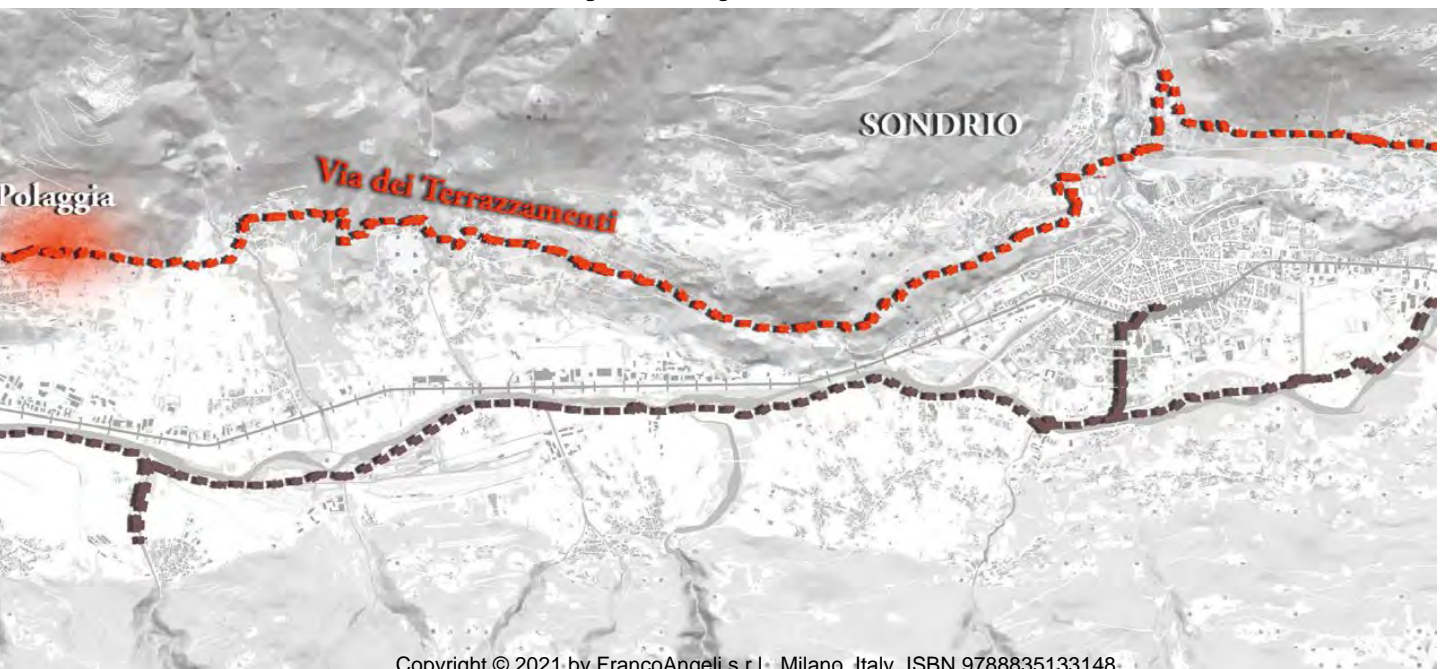 SONDRIO
Via dei Terrazzamenti
Polaggia
Copyright © 2021 by FrancoAngeli s.r.l., Milano, Italy. ISBN 9788835133148